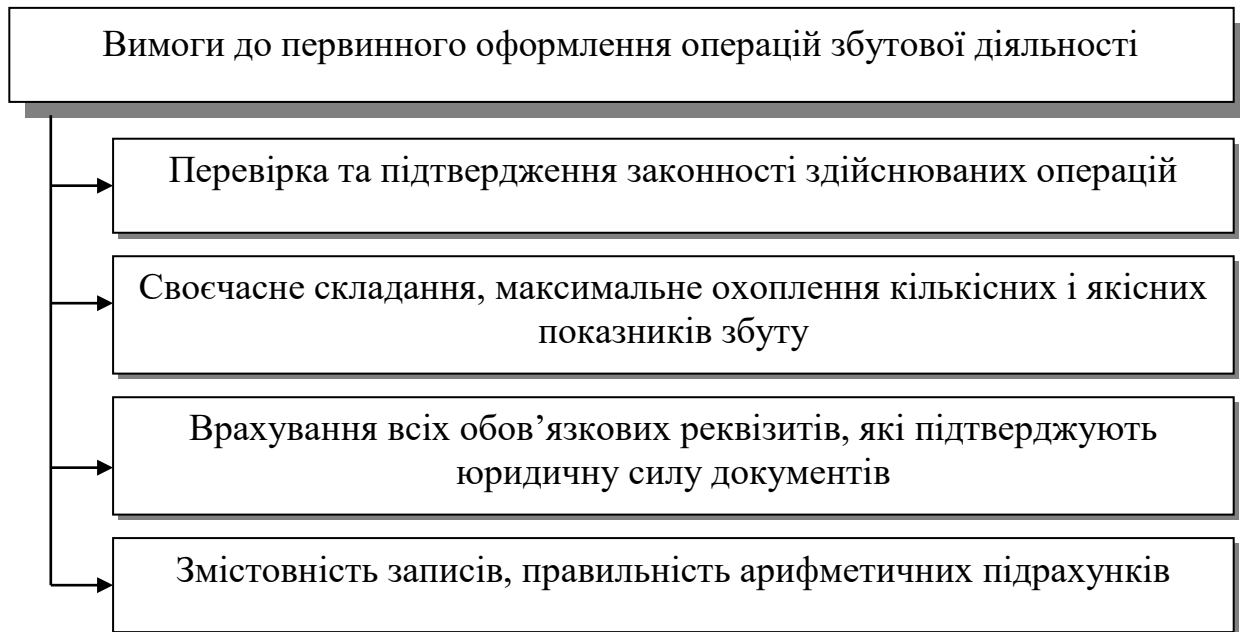 Вимоги до первинного оформлення операцій збутової діяльності
Перевірка та підтвердження законності здійснюваних операцій
Своєчасне складання, максимальне охоплення кількісних і якісних
показників збуту
Врахування всіх обов’язкових реквізитів, які підтверджують
юридичну силу документів
Змістовність записів, правильність арифметичних підрахунків